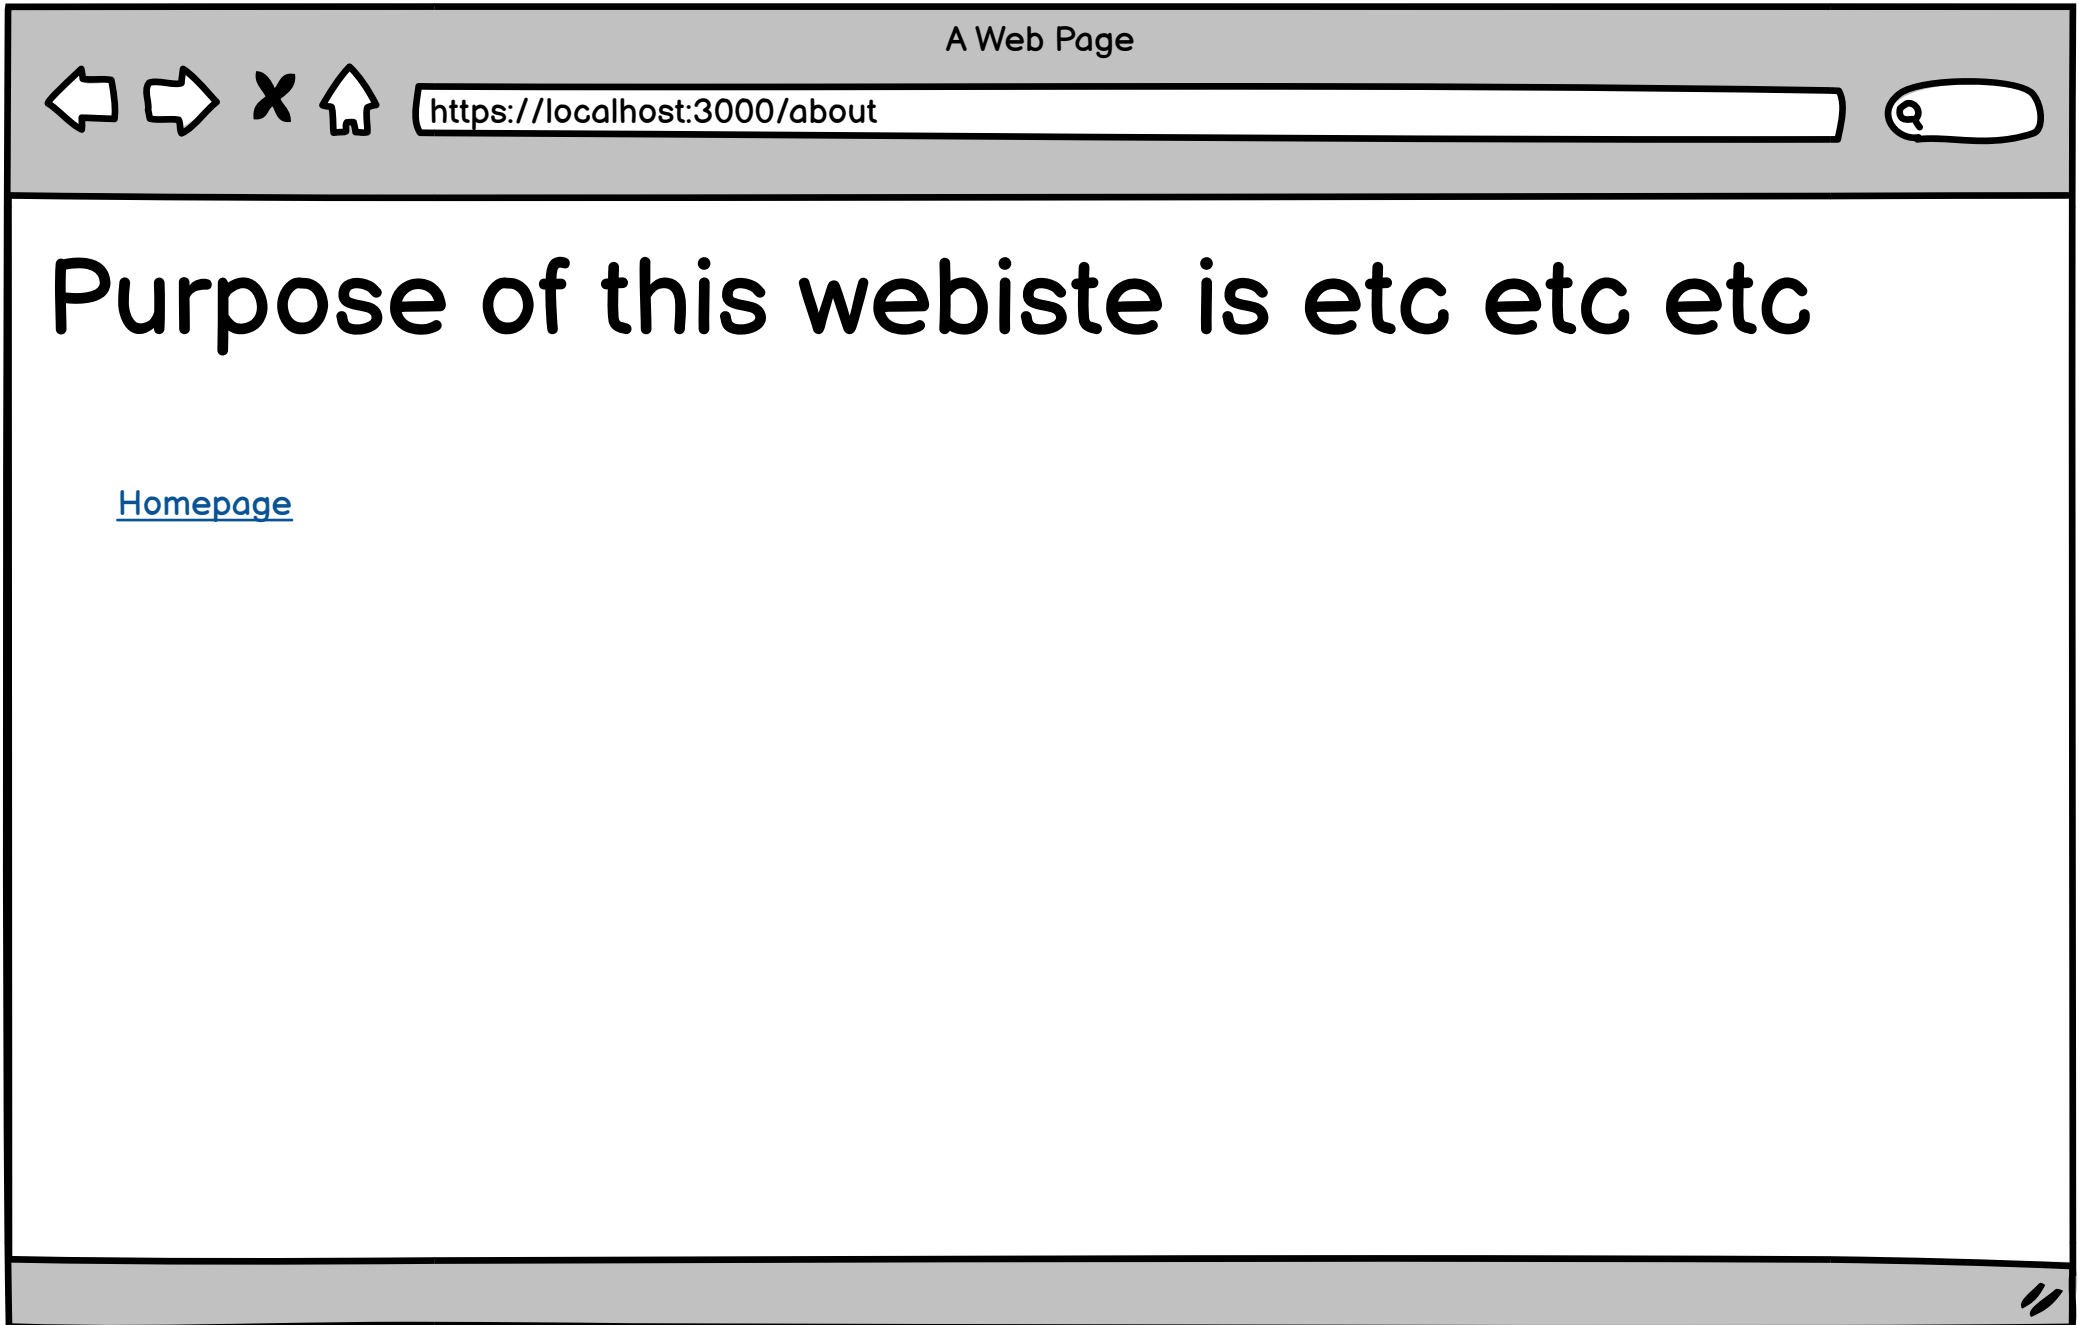 A Web Page
https://localhost:3000/about
Purpose of this webiste is etc etc etc
Homepage